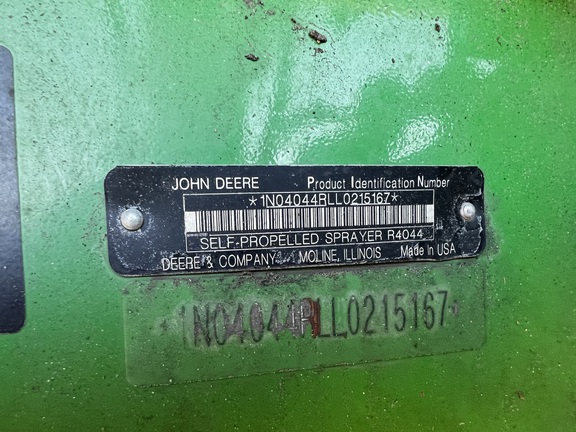 JOHN DEERE Product Identification Number
*1N04044RLL0215167*
SELF-PROPELLED SPRAYER R4044
DEERE & COMPANY MOLINE, ILLINOIS Made in USA
*1N04044RLL0215167*